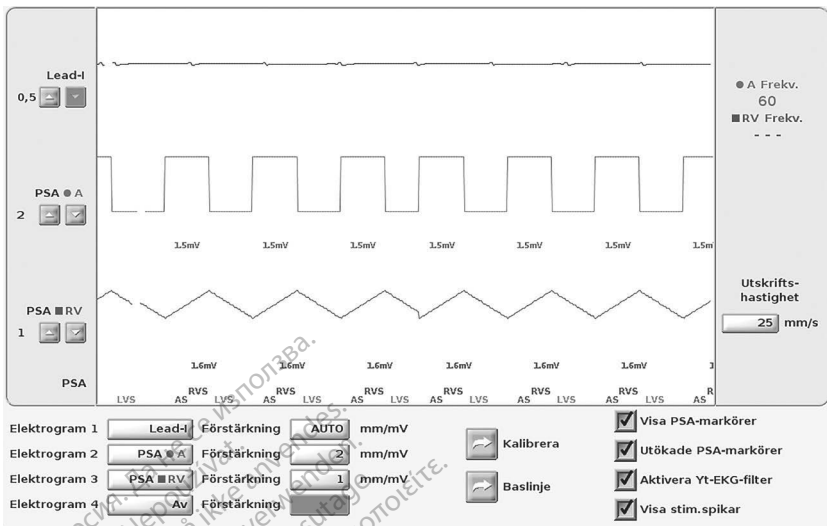 Lead-I
0,5
A Frekv.
60
RV Frekv.
- - -
PSA A
2
1.5mV 1.5mV 1.5mV 1.5mV 1.5mV 1.5mV 1.5m
Utskrifts-
hastighet
25 mm/s
PSA RV
1
1.6mV 1.6mV 1.6mV 1.6mV 1.6mV 1.6mV
PSA
RVS RVS RVS RVS RVS RVS
LVS AS LVS AS LVS AS LVS AS LVS AS LVS AS LVS AS
Elektrogram 1 Lead-I Förstärkning AUTO mm/mV
Elektrogram 2 PSA A Förstärkning 2 mm/mV
Elektrogram 3 PSA RV Förstärkning 1 mm/mV
Elektrogram 4 Av Förstärkning
Kalibrera
Baslinje
Visa PSA-markörer
Utökade PSA-markörer
Aktivera Yt-EKG-filter
Visa stim.spikar